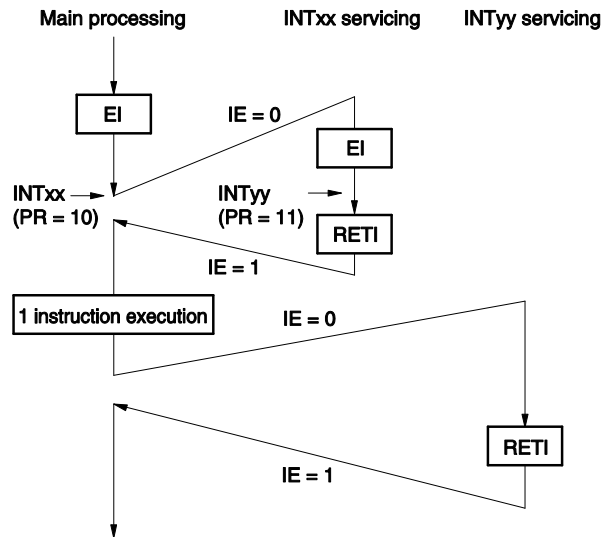 Main processing
INTxx servicing
INTyy servicing
EI
IE = 0
EI
INTxx
(PR = 10)
INTyy
(PR = 11)
RETI
IE = 1
1 instruction execution
IE = 0
RETI
IE = 1